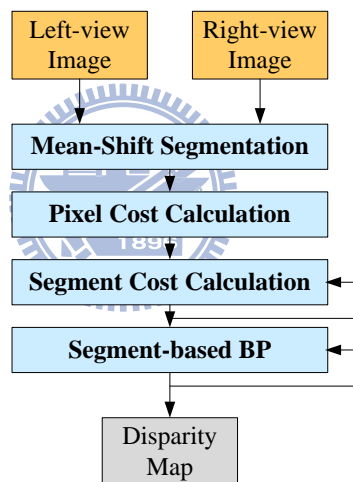 Left-view
Image
Right-view
Image
Mean-Shift Segmentation
Pixel Cost Calculation
1896
Segment Cost Calculation
Segment-based BP
Disparity
Map